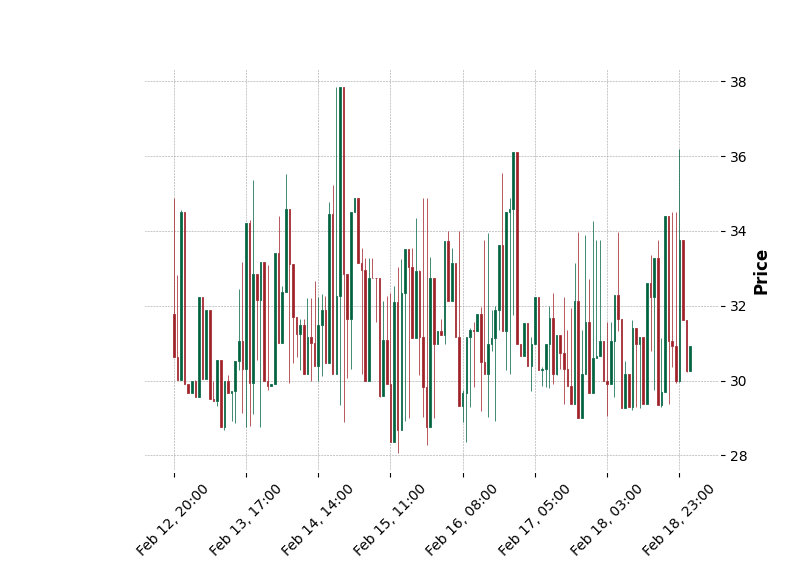 38
36
34
32
30
28
Price
Feb 12, 20:00
Feb 13, 17:00
Feb 14, 14:00
Feb 15, 11:00
Feb 16, 08:00
Feb 17, 05:00
Feb 18, 03:00
Feb 18, 23:00